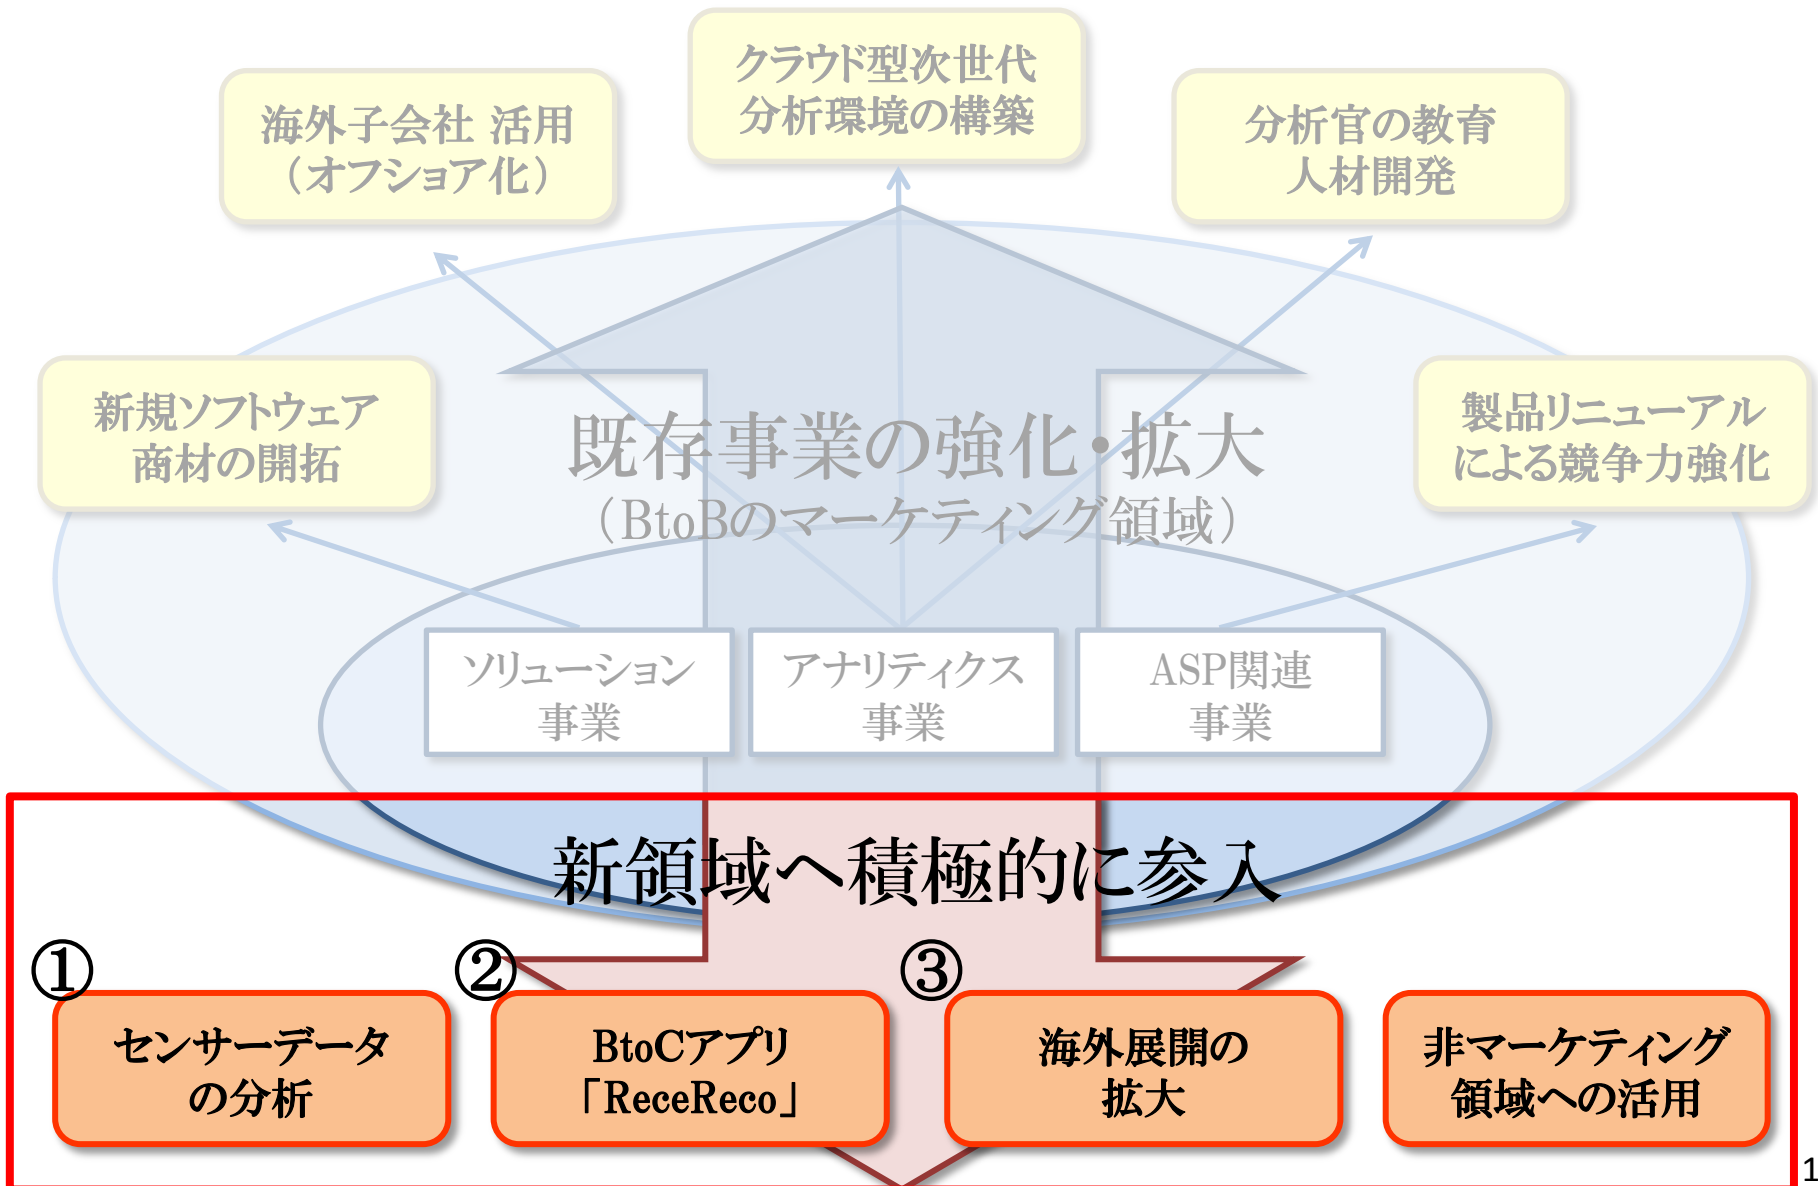 クラウド型次世代
分析環境の構築
海外子会社 活用
（オフショア化）
分析官の教育
人材開発
新規ソフトウェア
商材の開拓
製品リニューアル
による競争力強化
既存事業の強化・拡大
（BtoBのマーケティング領域）
ソリューション
事業
アナリティクス
事業
ASP関連
事業
新領域へ積極的に参入
①
センサーデータ
の分析
②
BtoCアプリ
「ReceReco」
③
海外展開の
拡大
非マーケティング
領域への活用
1